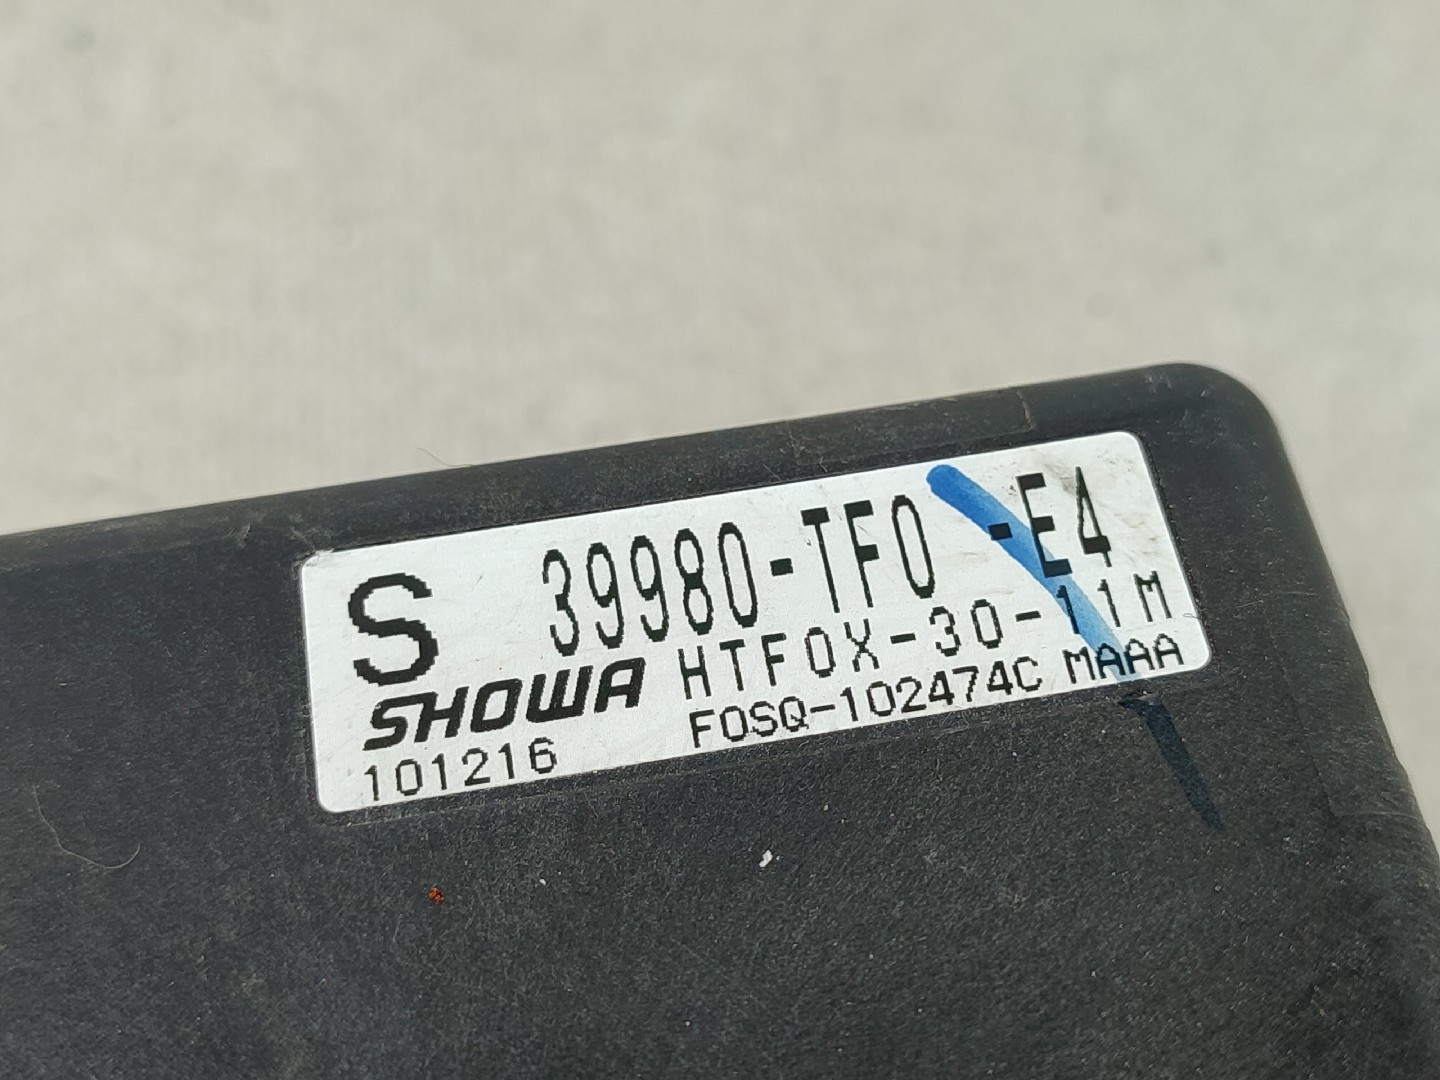 S 39980-TF0 -E4
SHOWA HTF0X-30-11M
101216 F0SQ-102474C MAAA